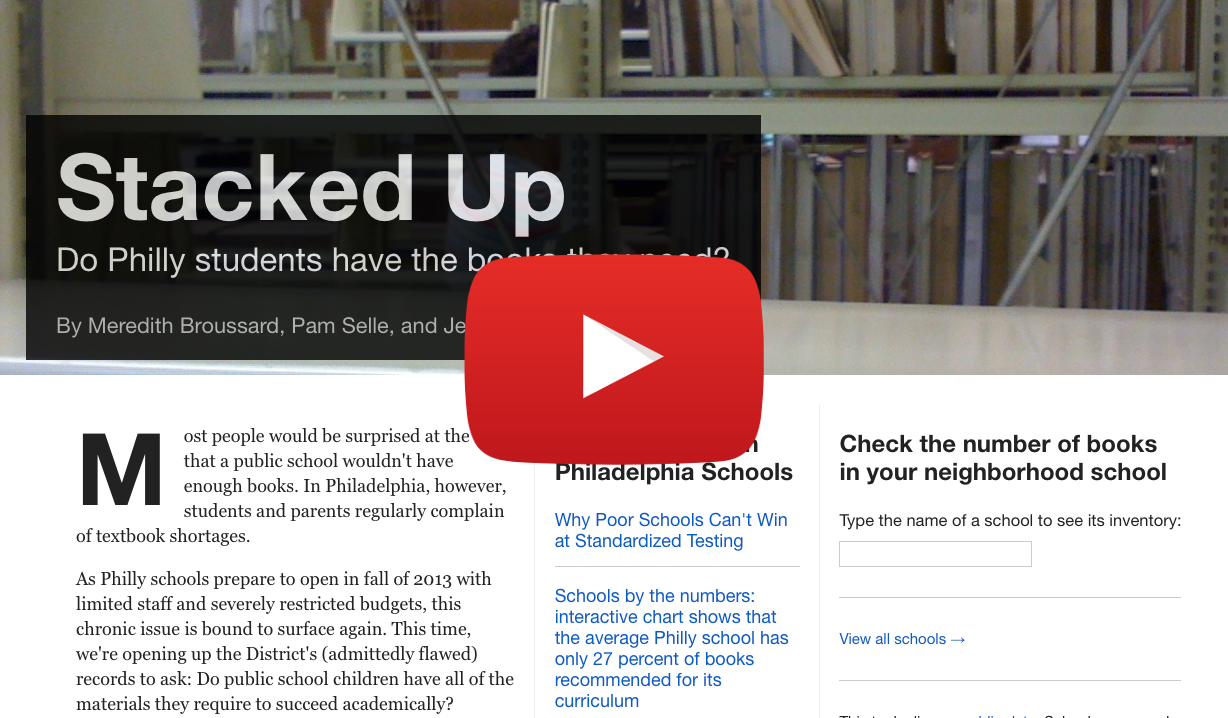 Stacked Up
Do Philly students have the books they need?
By Meredith Broussard, Pam Selle, and Je
Most people would be surprised at the
that a public school wouldn't have
enough books. In Philadelphia, however,
students and parents regularly complain
of textbook shortages.
As Philly schools prepare to open in fall of 2013 with
limited staff and severely restricted budgets, this
chronic issue is bound to surface again. This time,
we're opening up the District's (admittedly flawed)
records to ask: Do public school children have all of the
materials they require to succeed academically?
Philadelphia Schools
Why Poor Schools Can't Win
at Standardized Testing
Schools by the numbers:
interactive chart shows that
the average Philly school has
only 27 percent of books
recommended for its
curriculum
Check the number of books
in your neighborhood school
Type the name of a school to see its inventory:
View all schools →